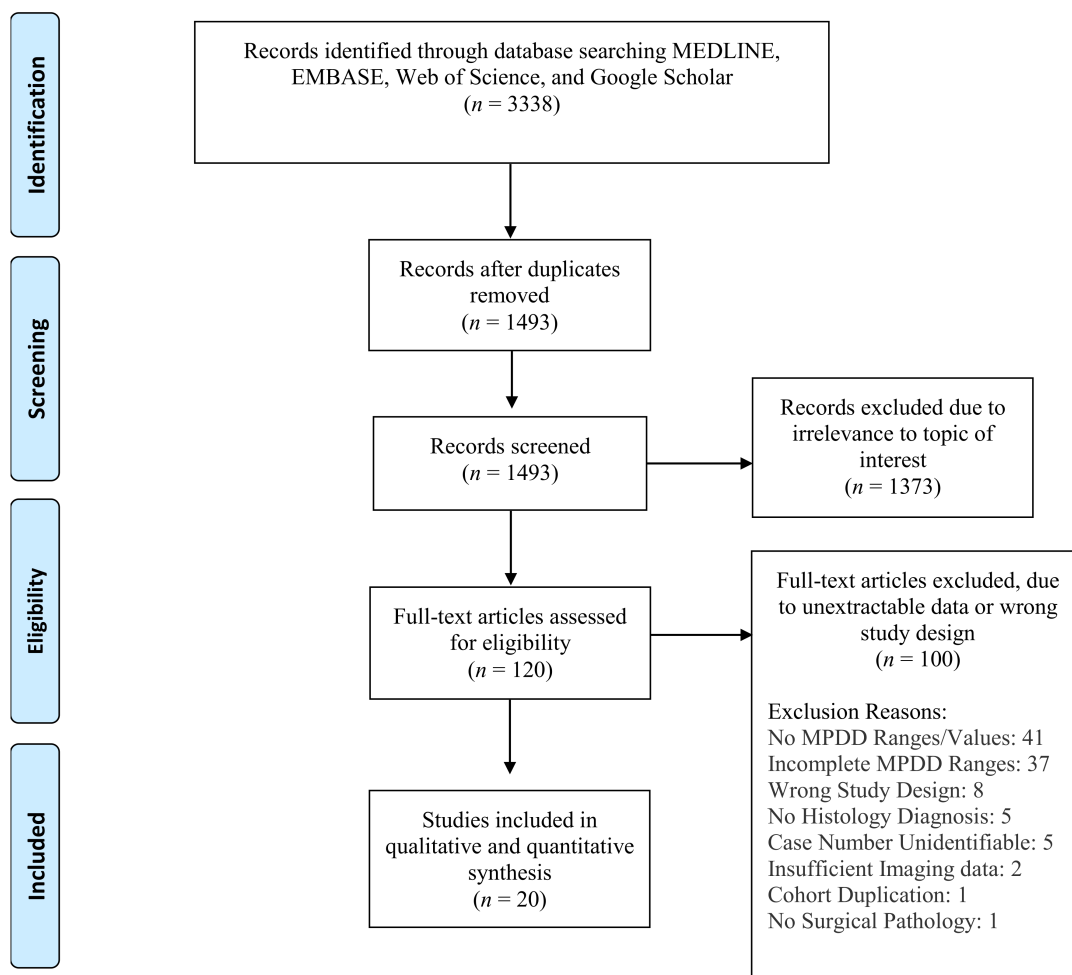 Identification
Records identified through database searching MEDLINE,
EMBASE, Web of Science, and Google Scholar
(n = 3338)
Screening
Records after duplicates
removed
(n = 1493)
Records screened
(n = 1493)
Records excluded due to
irrelevance to topic of
interest
(n = 1373)
Eligibility
Full-text articles assessed
for eligibility
(n = 120)
Full-text articles excluded, due
to unextractable data or wrong
study design
(n = 100)
Exclusion Reasons:
No MPDD Ranges/Values: 41
Incomplete MPDD Ranges: 37
Wrong Study Design: 8
No Histology Diagnosis: 5
Case Number Unidentifiable: 5
Insufficient Imaging data: 2
Cohort Duplication: 1
No Surgical Pathology: 1
Included
Studies included in
qualitative and quantitative
synthesis
(n = 20)